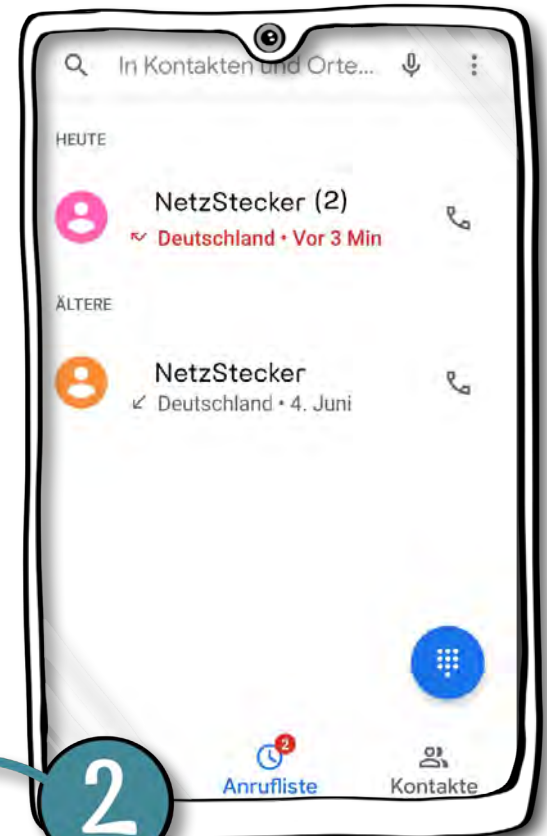 In Kontakten und Orte...
HEUTE
NetzStecker (2)
Deutschland • Vor 3 Min
ÄLTERE
NetzStecker
Deutschland • 4. Juni
2
Anrufliste
Kontakte
2